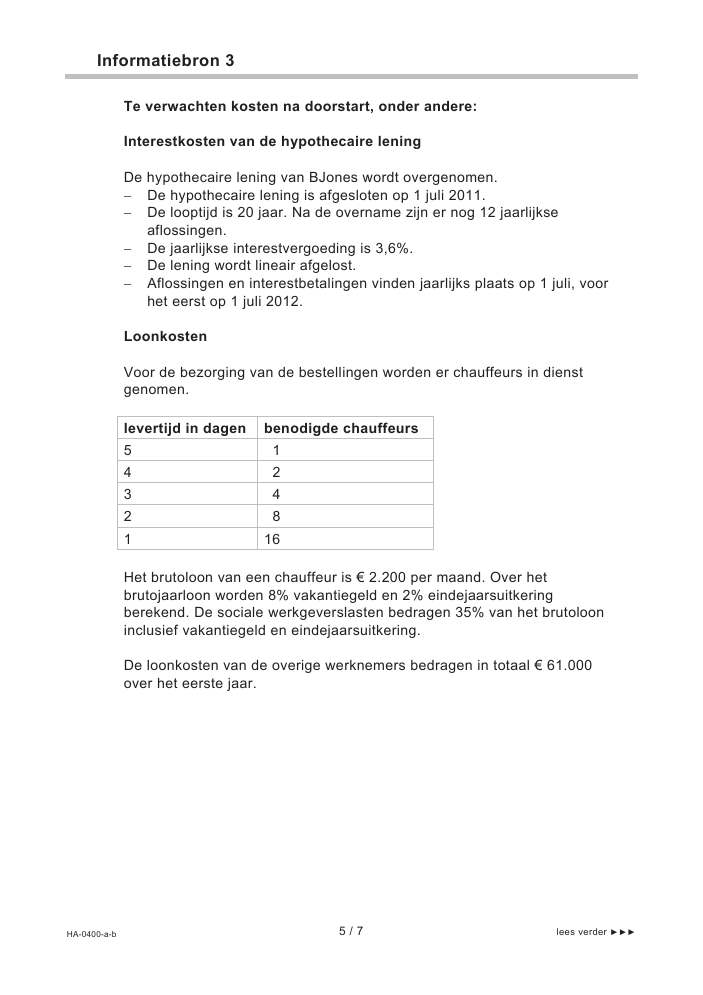 Informatiebron 3
Te verwachten kosten na doorstart, onder andere:
Interestkosten van de hypothecaire lening
De hypothecaire lening van BJones wordt overgenomen.
– De hypothecaire lening is afgesloten op 1 juli 2011.
– De looptijd is 20 jaar. Na de overname zijn er nog 12 jaarlijkse
aflossingen.
– De jaarlijkse interestvergoeding is 3,6%.
– De lening wordt lineair afgelost.
– Aflossingen en interestbetalingen vinden jaarlijks plaats op 1 juli, voor
het eerst op 1 juli 2012.
Loonkosten
Voor de bezorging van de bestellingen worden er chauffeurs in dienst
genomen.
levertijd in dagen benodigde chauffeurs
5 1
4 2
3 4
2 8
1 16
Het brutoloon van een chauffeur is € 2.200 per maand. Over het
brutojaarloon worden 8% vakantiegeld en 2% eindejaarsuitkering
berekend. De sociale werkgeverslasten bedragen 35% van het brutoloon
inclusief vakantiegeld en eindejaarsuitkering.
De loonkosten van de overige werknemers bedragen in totaal € 61.000
over het eerste jaar.
HA-0400-a-b 5 / 7 lees verder ►►►